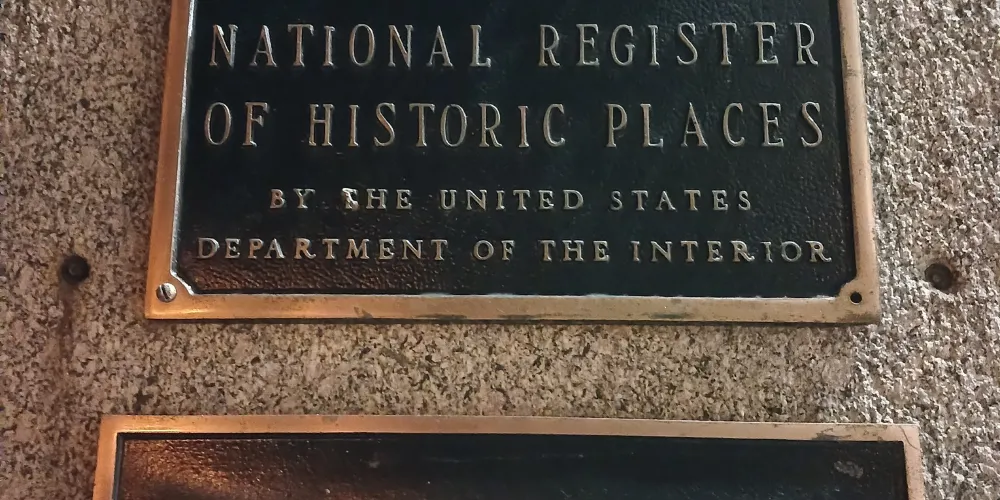 NATIONAL REGISTER
OF HISTORIC PLACES
BY THE UNITED STATES
DEPARTMENT OF THE INTERIOR